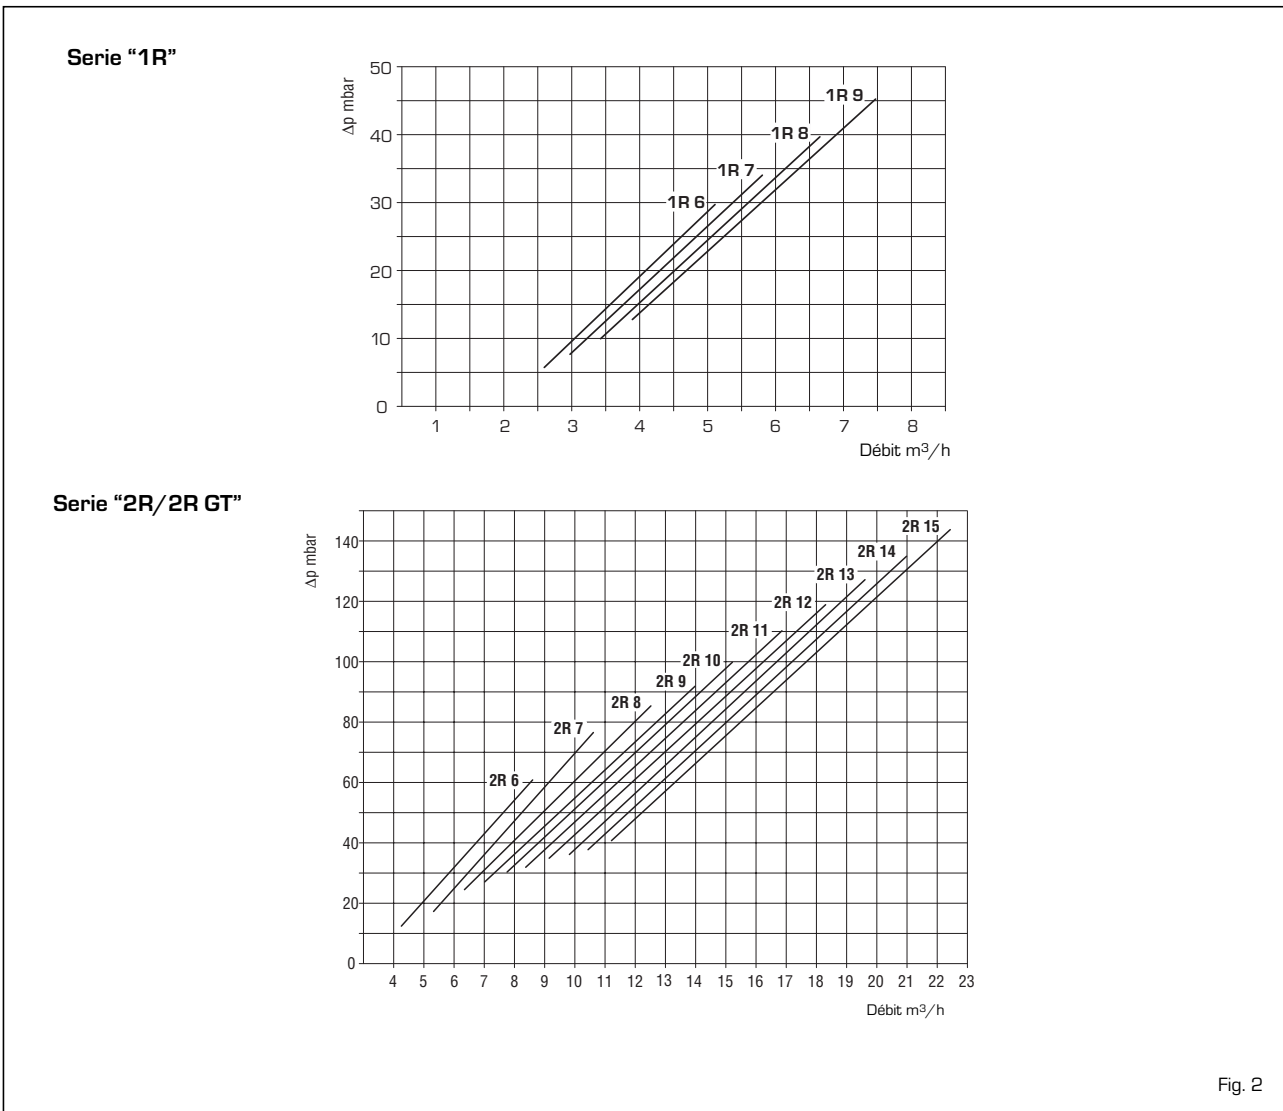 Serie “1R”
Δp mbar
50
40
30
20
10
0
1R 9
1R 8
1R 7
1R 6
1 2 3 4 5 6 7 8
Débit m³/h
Serie “2R/2R GT”
Δp mbar
140
120
100
80
60
40
20
0
2R 15
2R 14
2R 13
2R 12
2R 11
2R 10
2R 9
2R 8
2R 7
2R 6
4 5 6 7 8 9 10 11 12 13 14 15 16 17 18 19 20 21 22 23
Débit m³/h
Fig. 2